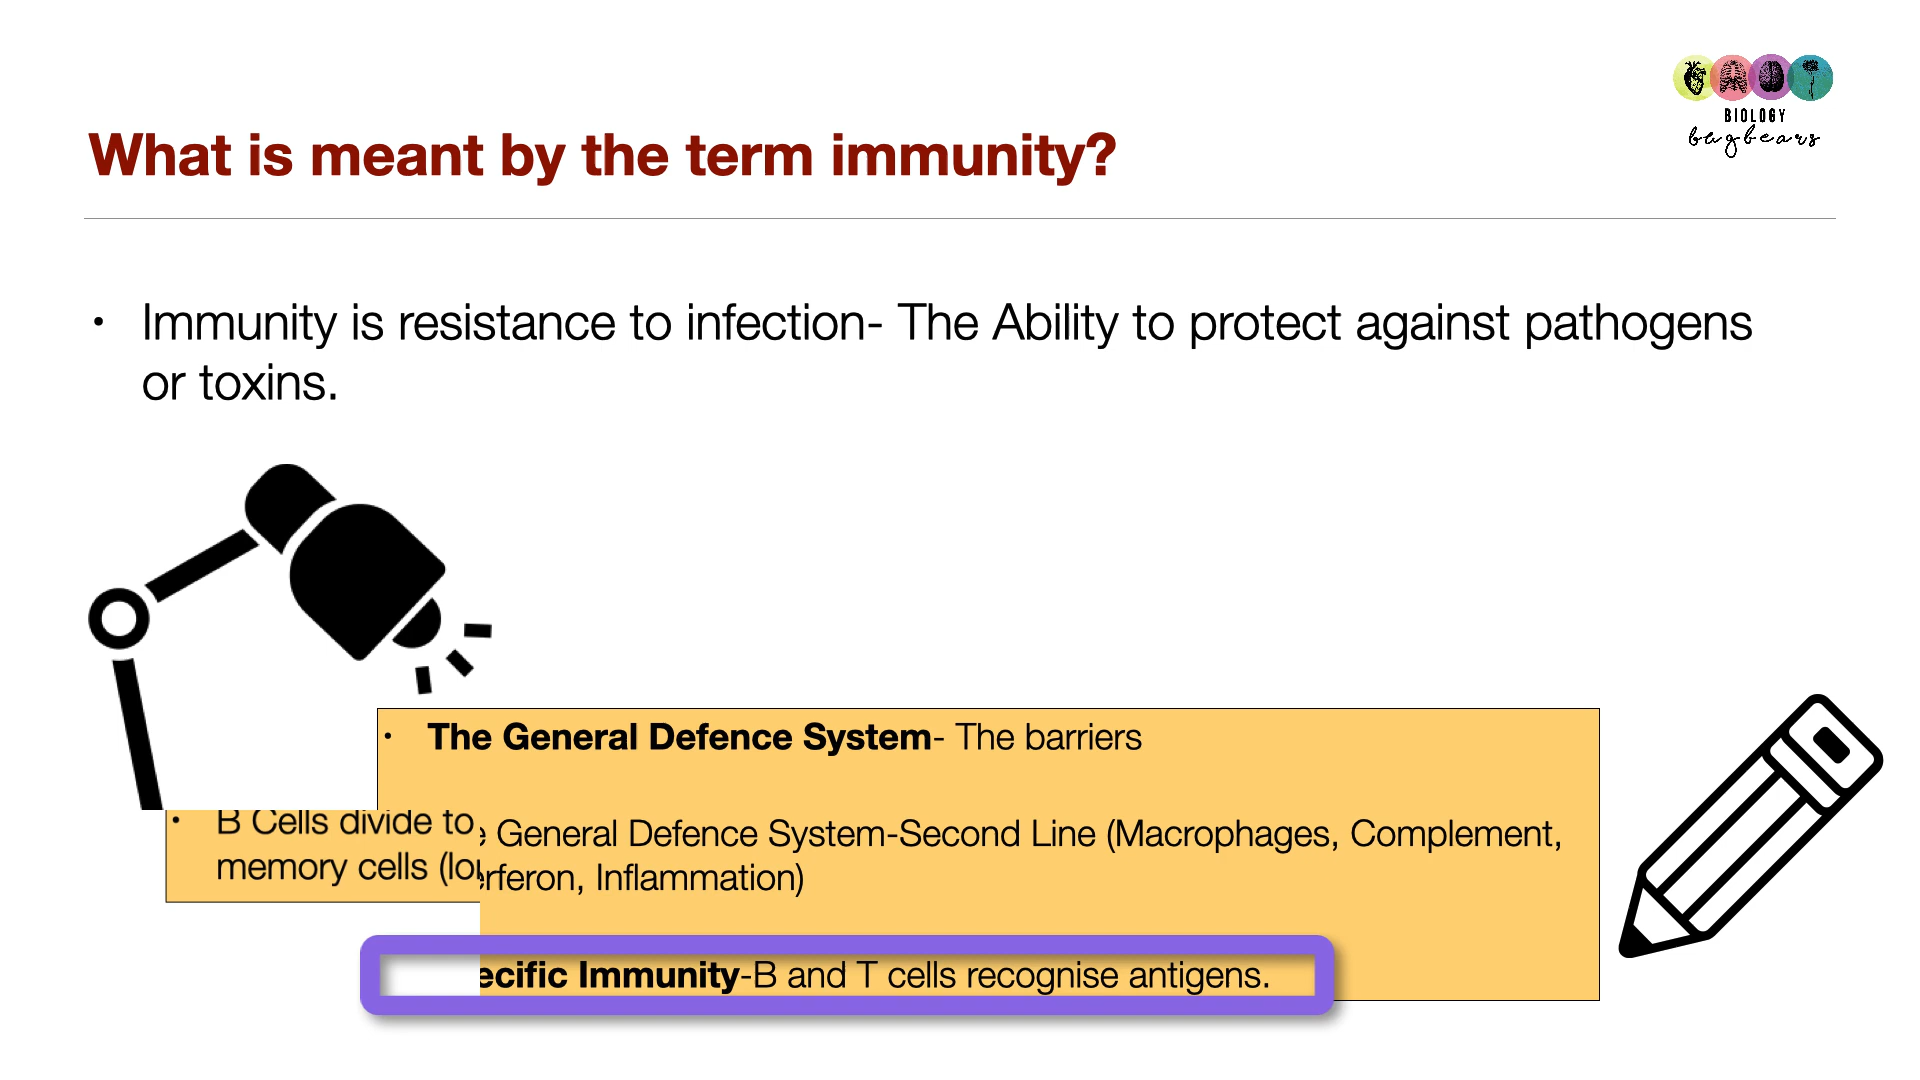 BIOLOGY
bugbears
What is meant by the term immunity?
• Immunity is resistance to infection- The Ability to protect against pathogens
or toxins.
• The General Defence System- The barriers
General Defence System-Second Line (Macrophages, Complement,
erferon, Inflammation)
ecific Immunity-B and T cells recognise antigens.
• B Cells divide to
memory cells (lo